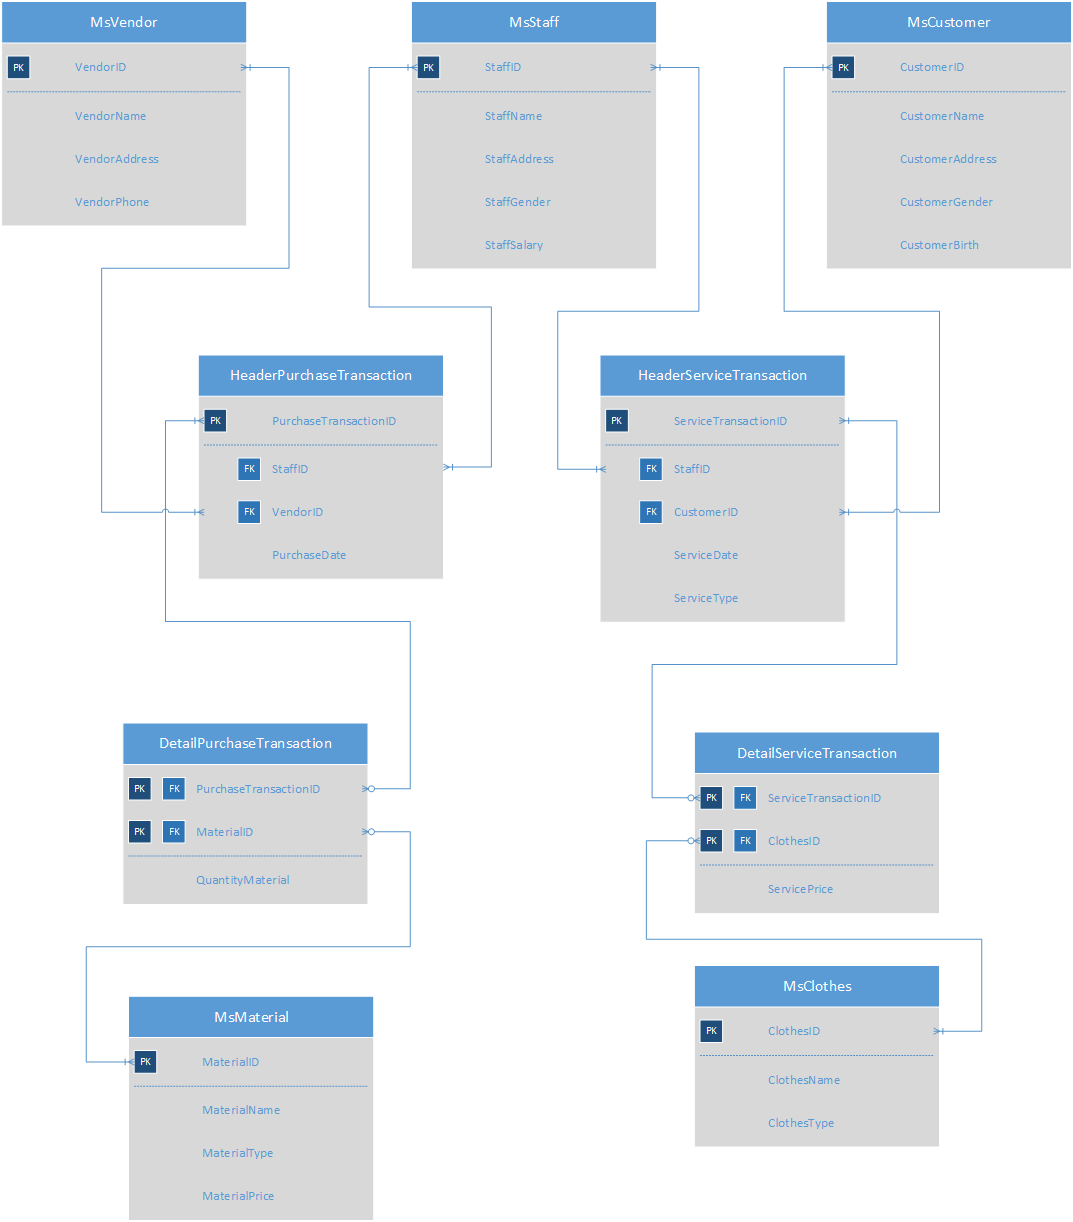 MsVendor
PK VendorID
VendorName
VendorAddress
VendorPhone
MsStaff
PK StaffID
StaffName
StaffAddress
StaffGender
StaffSalary
MsCustomer
PK CustomerID
CustomerName
CustomerAddress
CustomerGender
CustomerBirth
HeaderPurchaseTransaction
PK PurchaseTransactionID
FK StaffID
FK VendorID
PurchaseDate
HeaderServiceTransaction
PK ServiceTransactionID
FK StaffID
FK CustomerID
ServiceDate
ServiceType
DetailPurchaseTransaction
PK FK PurchaseTransactionID
PK FK MaterialID
QuantityMaterial
DetailServiceTransaction
PK FK ServiceTransactionID
PK FK ClothesID
ServicePrice
MsMaterial
PK MaterialID
MaterialName
MaterialType
MaterialPrice
MsClothes
PK ClothesID
ClothesName
ClothesType